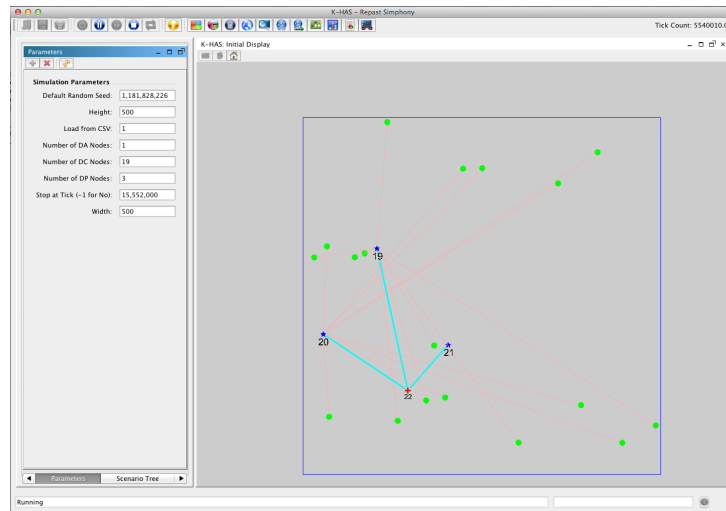 K-HAS - Repast Simphony
Tick Count: 5540010.0
Parameters
Simulation Parameters
Default Random Seed: 1,181,828,226
Height: 500
Load from CSV: 1
Number of DA Nodes: 1
Number of DC Nodes: 19
Number of DP Nodes: 3
Stop at Tick (-1 for No): 15,552,000
Width: 500
Parameters
Scenario Tree
K-HAS: Initial Display
19
20
21
22
Running